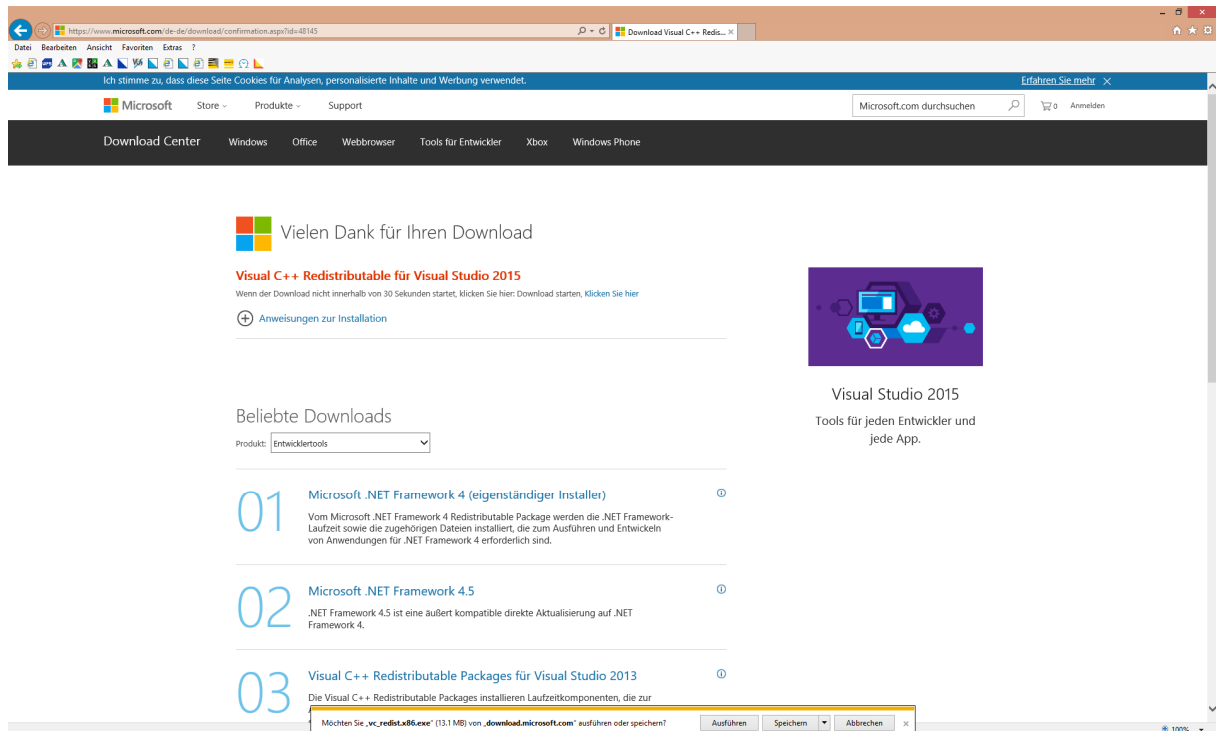 https://www.microsoft.com/de-de/download/confirmation.aspx?id=48145
Download Visual C++ Redis...
Datei Bearbeiten Ansicht Favoriten Extras ?
Ich stimme zu, dass diese Seite Cookies für Analysen, personalisierte Inhalte und Werbung verwendet.
Erfahren Sie mehr
Microsoft Store Produkte Support
Microsoft.com durchsuchen
0 Anmelden
Download Center Windows Office Webbrowser Tools für Entwickler Xbox Windows Phone
Vielen Dank für Ihren Download
Visual C++ Redistributable für Visual Studio 2015
Wenn der Download nicht innerhalb von 30 Sekunden startet, klicken Sie hier: Download starten, Klicken Sie hier
Anweisungen zur Installation
Visual Studio 2015
Tools für jeden Entwickler und
jede App.
Beliebte Downloads
Produkt: Entwicklertools
01 Microsoft .NET Framework 4 (eigenständiger Installer)
Vom Microsoft .NET Framework 4 Redistributable Package werden die .NET Framework-
Laufzeit sowie die zugehörigen Dateien installiert, die zum Ausführen und Entwickeln
von Anwendungen für .NET Framework 4 erforderlich sind.
02 Microsoft .NET Framework 4.5
.NET Framework 4.5 ist eine äußert kompatible direkte Aktualisierung auf .NET
Framework 4.
03 Visual C++ Redistributable Packages für Visual Studio 2013
Die Visual C++ Redistributable Packages installieren Laufzeitkomponenten, die zur
Möchten Sie „vc_redist.x86.exe" (13.1 MB) von „download.microsoft.com" ausführen oder speichern?
Ausführen Speichern Abbrechen
100%